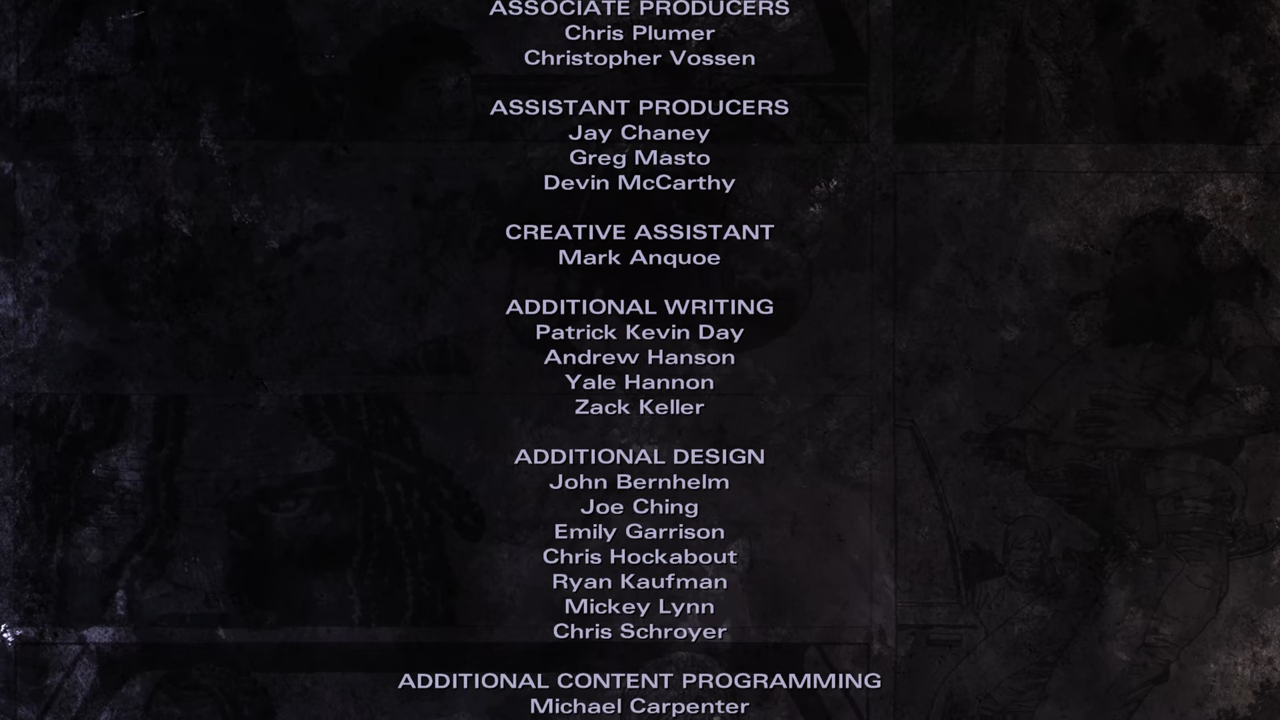 ASSOCIATE PRODUCERS
Chris Plumer
Christopher Vossen
ASSISTANT PRODUCERS
Jay Chaney
Greg Masto
Devin McCarthy
CREATIVE ASSISTANT
Mark Anquoe
ADDITIONAL WRITING
Patrick Kevin Day
Andrew Hanson
Yale Hannon
Zack Keller
ADDITIONAL DESIGN
John Bernhelm
Joe Ching
Emily Garrison
Chris Hockabout
Ryan Kaufman
Mickey Lynn
Chris Schroyer
ADDITIONAL CONTENT PROGRAMMING
Michael Carpenter